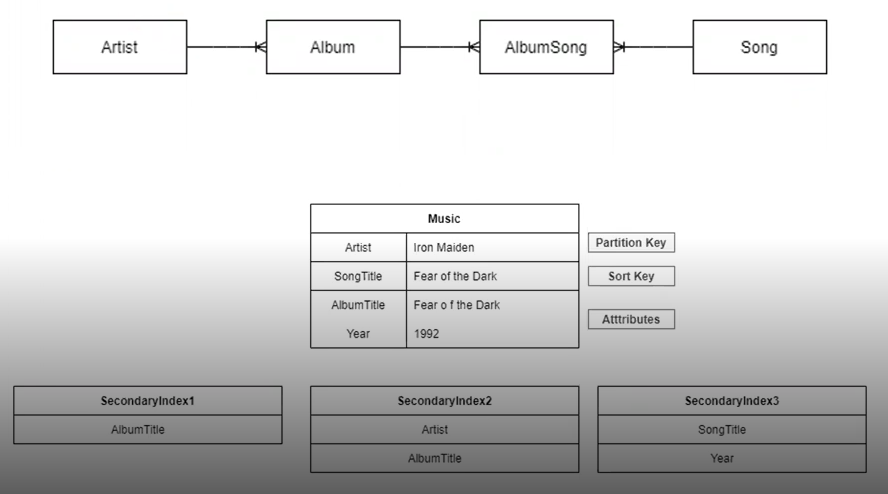 Artist Album AlbumSong Song
Music
Artist Iron Maiden Partition Key
SongTitle Fear of the Dark Sort Key
AlbumTitle Fear o f the Dark
Atttributes
Year 1992
SecondaryIndex1 SecondaryIndex2 SecondaryIndex3
AlbumTitle Artist SongTitle
AlbumTitle Year